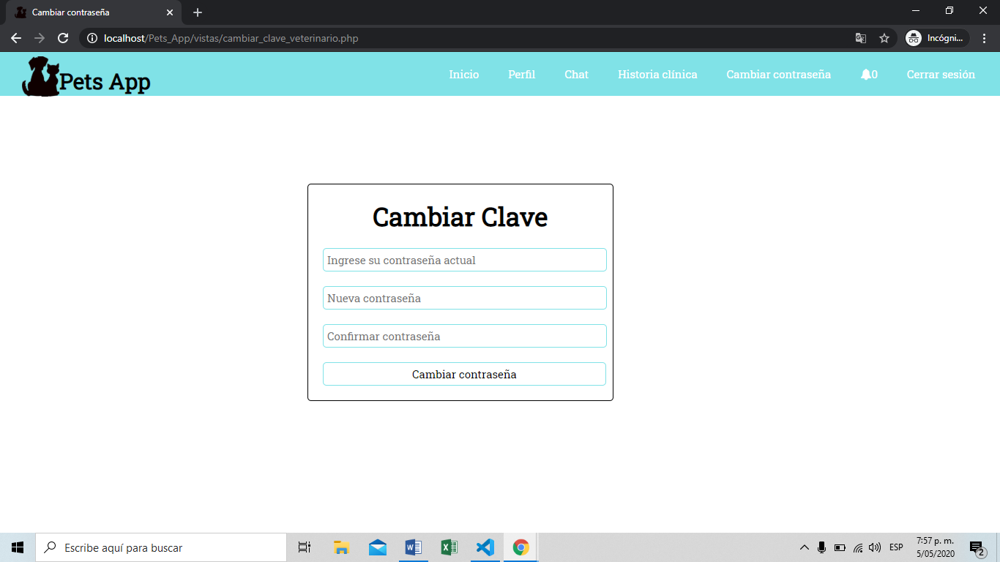 Cambiar contraseña
localhost/Pets_App/vistas/cambiar_clave_veterinario.php
Incógni...
Pets App
Inicio
Perfil
Chat
Historia clínica
Cambiar contraseña
0
Cerrar sesión
Cambiar Clave
Ingrese su contraseña actual
Nueva contraseña
Confirmar contraseña
Cambiar contraseña
Escribe aquí para buscar
ESP
7:57 p. m.
5/05/2020
2